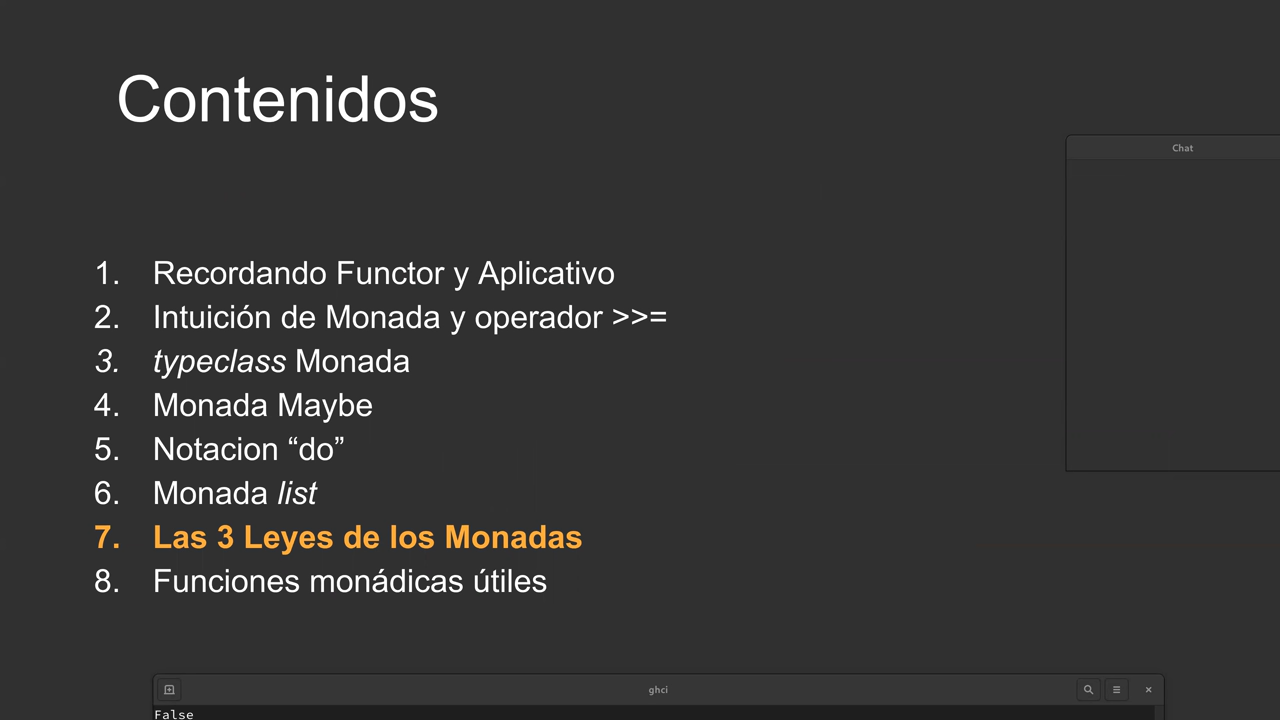 Contenidos
Chat
1. Recordando Functor y Aplicativo
2. Intuición de Monada y operador >>=
3. typeclass Monada
4. Monada Maybe
5. Notacion “do”
6. Monada list
7. Las 3 Leyes de los Monadas
8. Funciones monádicas útiles
ghci
False